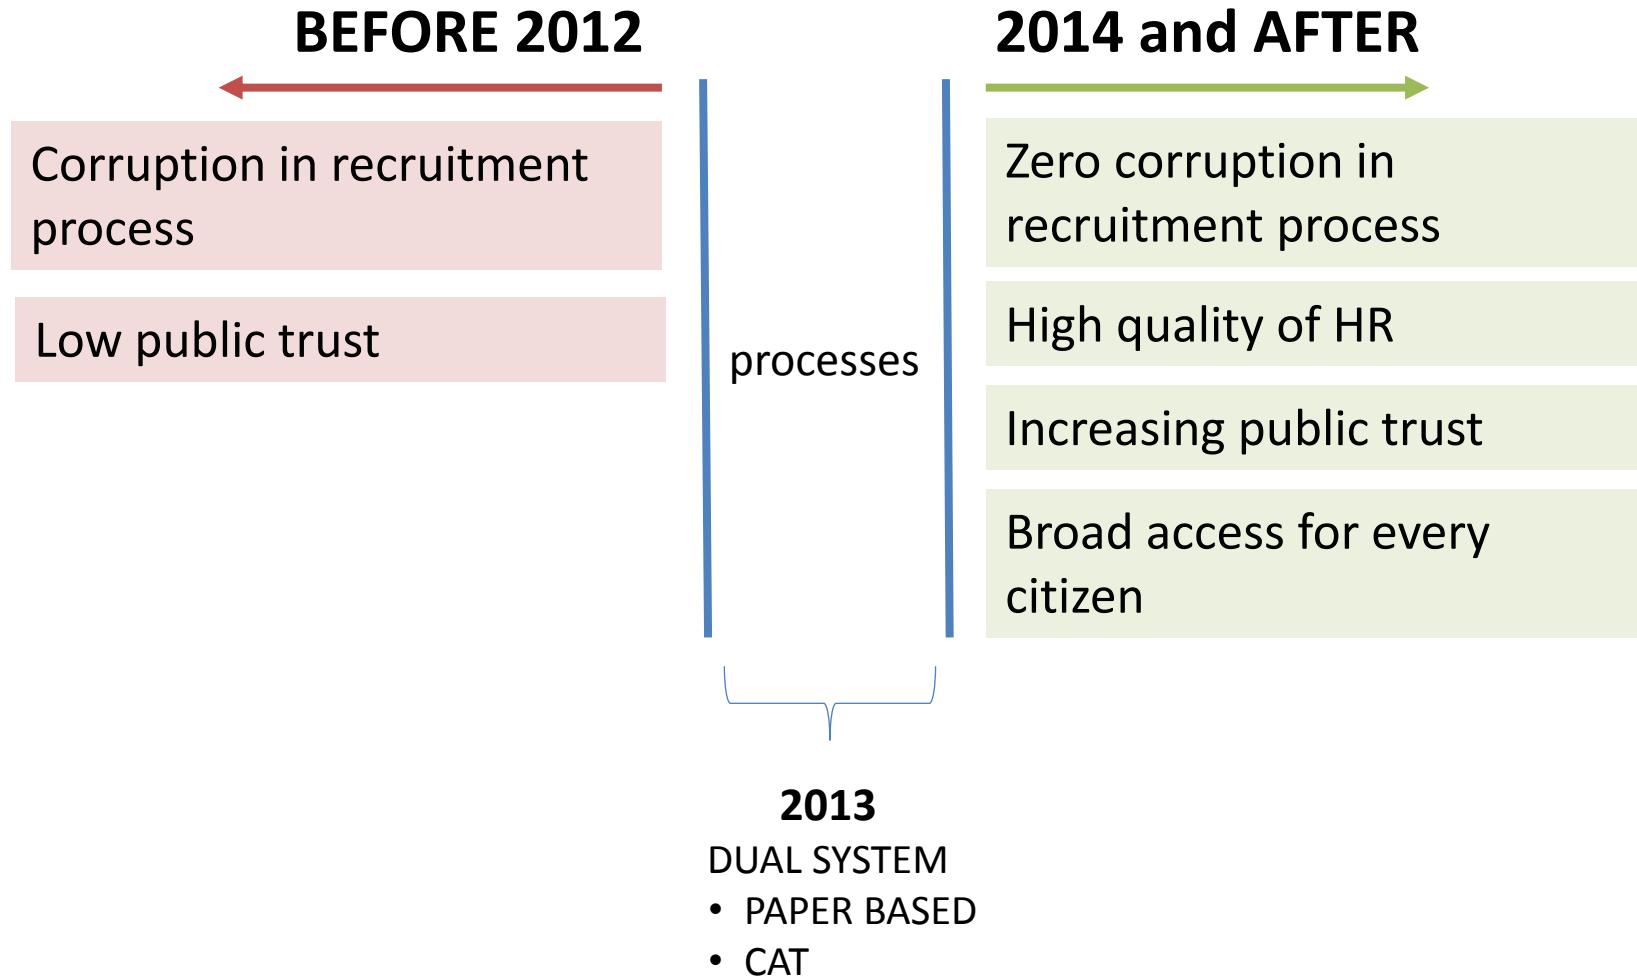 BEFORE 2012
Corruption in recruitment
process
Low public trust
processes
2014 and AFTER
Zero corruption in
recruitment process
High quality of HR
Increasing public trust
Broad access for every
citizen
2013
DUAL SYSTEM
• PAPER BASED
• CAT